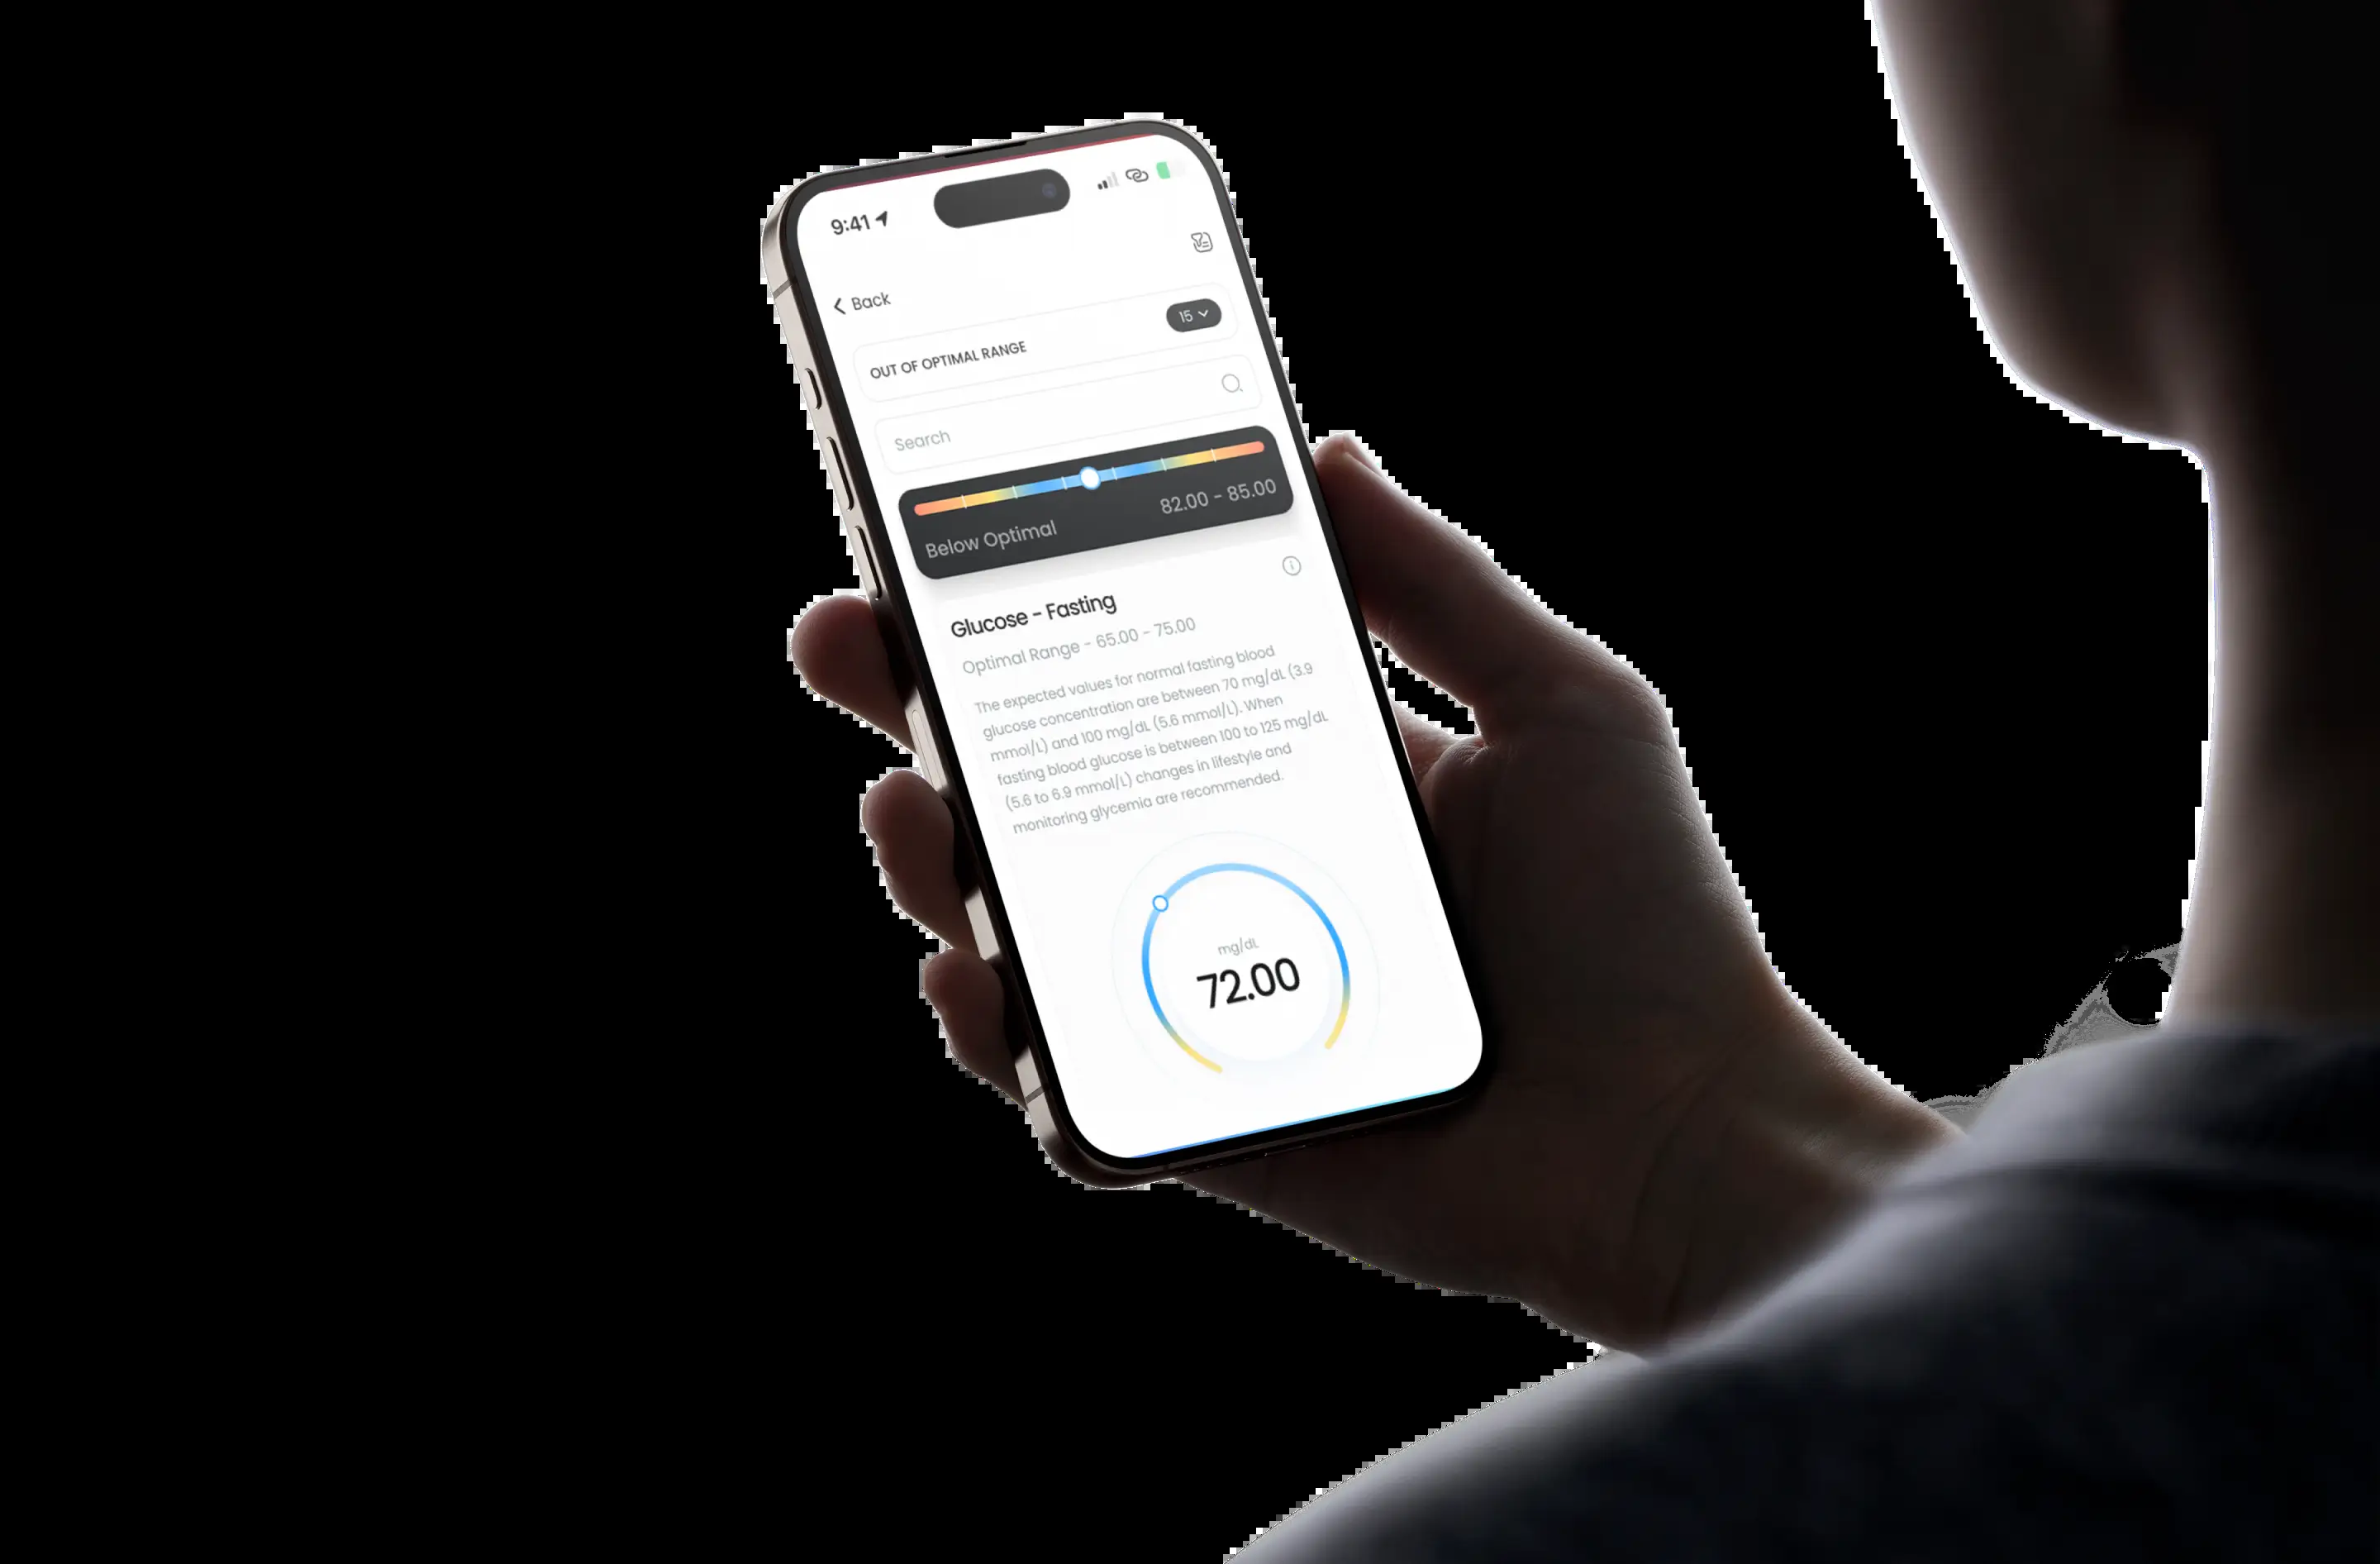 9:41
Back
OUT OF OPTIMAL RANGE
15
Search
Below Optimal
82.00 - 85.00
Glucose - Fasting
Optimal Range - 65.00 - 75.00
The expected values for normal fasting blood
glucose concentration are between 70 mg/dL (3.9
mmol/L) and 100 mg/dL (5.6 mmol/L). When
fasting blood glucose is between 100 to 125 mg/dL
(5.6 to 6.9 mmol/L) changes in lifestyle and
monitoring glycemia are recommended.
mg/dL
72.00